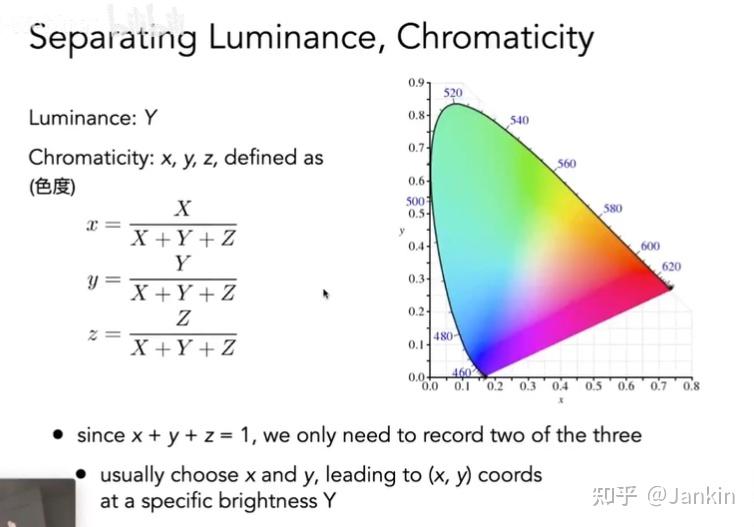 Separating Luminance, Chromaticity
Luminance: Y
Chromaticity: x, y, z, defined as
(色度)
x = X / X + Y + Z
y = Y / X + Y + Z
z = Z / X + Y + Z
0.9
0.8
0.7
0.6
0.5
0.4
0.3
0.2
0.1
0.0
y
0.0 0.1 0.2 0.3 0.4 0.5 0.6 0.7 0.8
x
520
540
560
500
580
600
620
480
460
• since x + y + z = 1, we only need to record two of the three
• usually choose x and y, leading to (x, y) coords
at a specific brightness Y
知乎 @Jankin